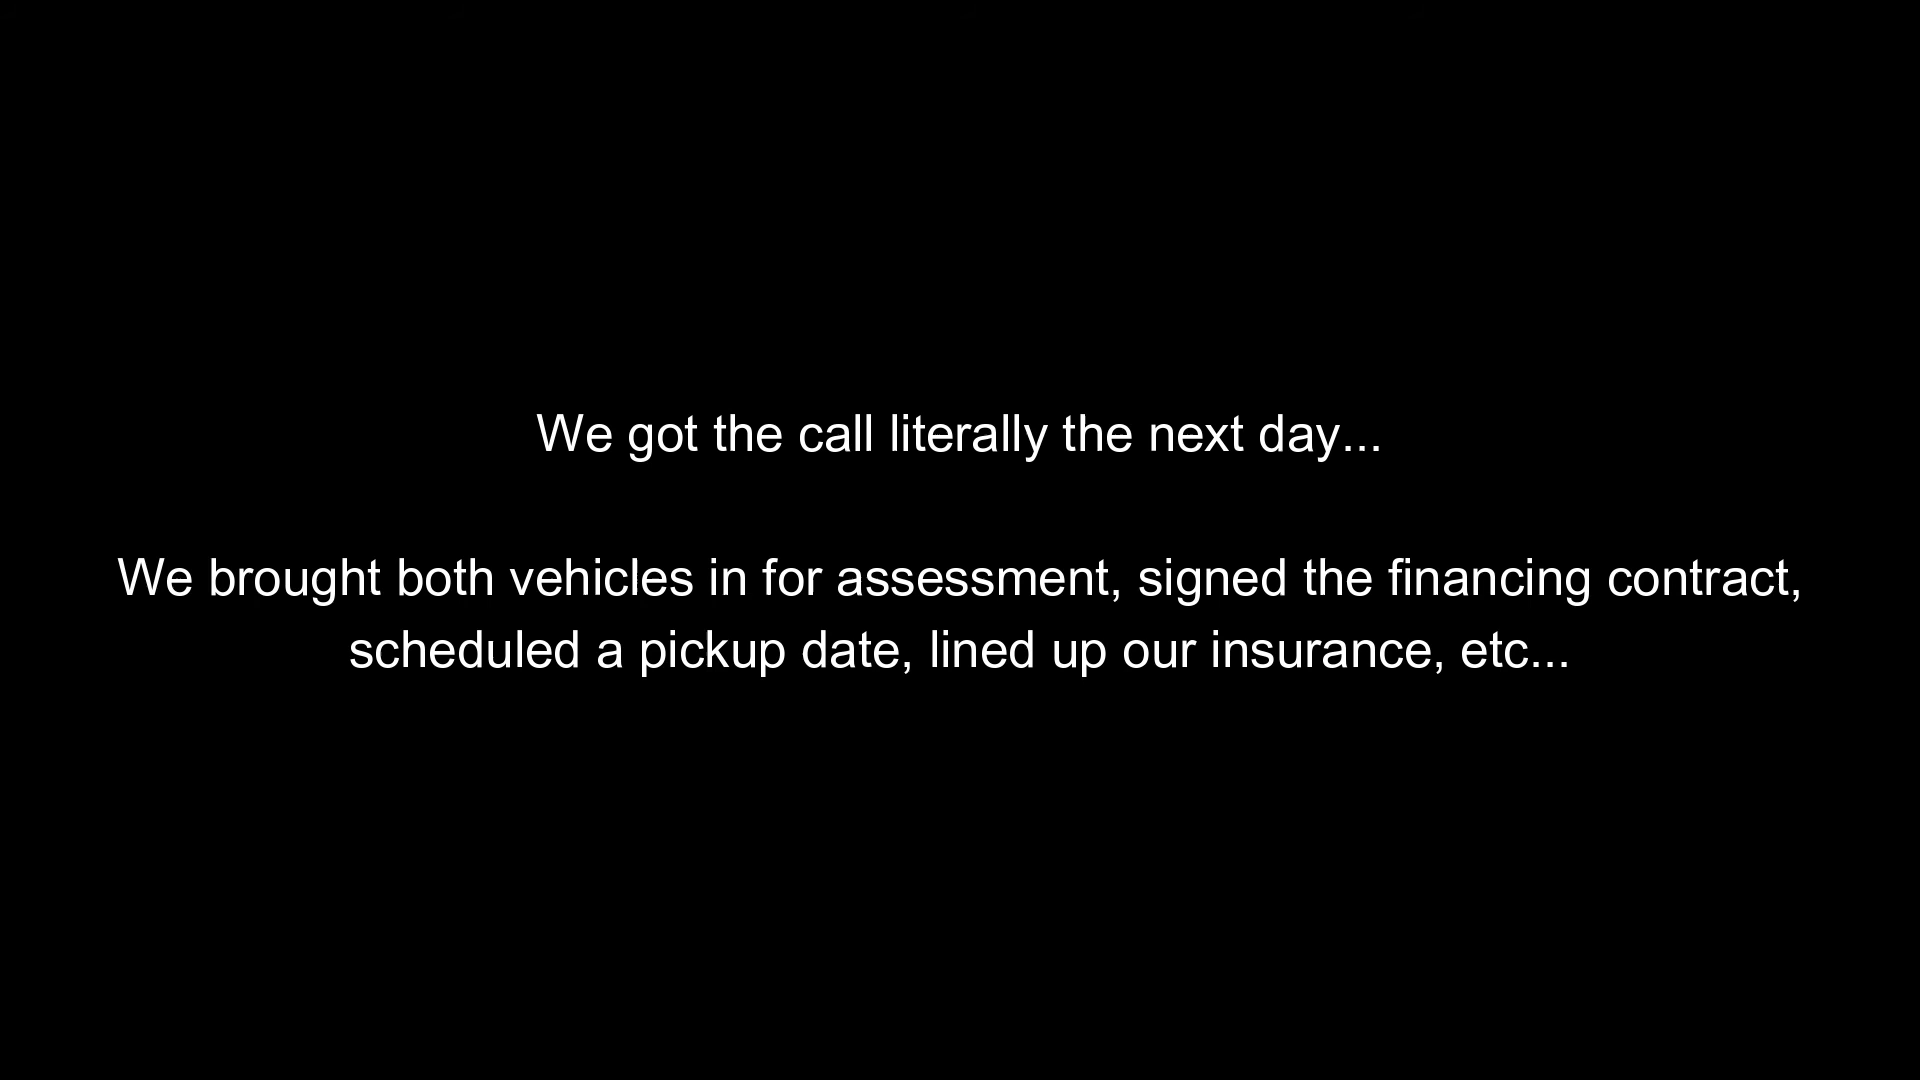 We got the call literally the next day...
We brought both vehicles in for assessment, signed the financing contract,
scheduled a pickup date, lined up our insurance, etc...